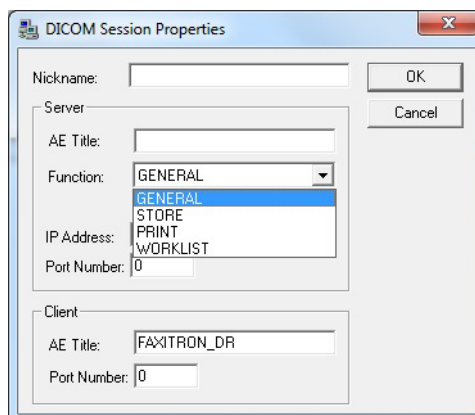 DICOM Session Properties
Nickname:
OK
Server
Cancel
AE Title:
Function: GENERAL
GENERAL
STORE
PRINT
IP Address:
WORKLIST
Port Number: 0
Client
AE Title: FAXITRON_DR
Port Number: 0